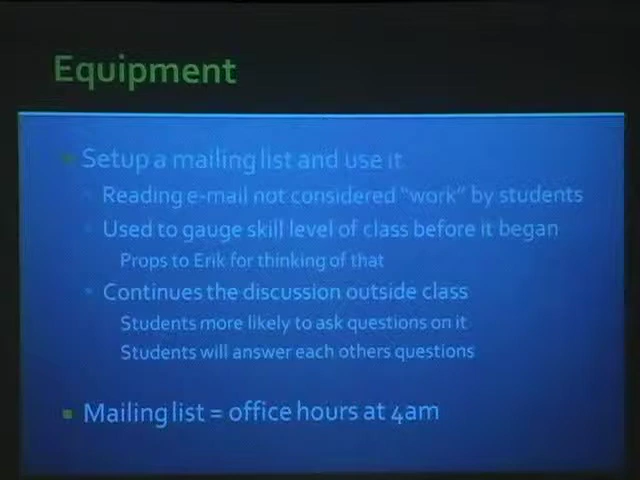 Equipment
Setup a mailing list and use it
Reading e-mail not considered "work" by students
Used to gauge skill level of class before it began
Props to Erik for thinking of that
Continues the discussion outside class
Students more likely to ask questions on it
Students will answer each others questions
Mailing list = office hours at 4am